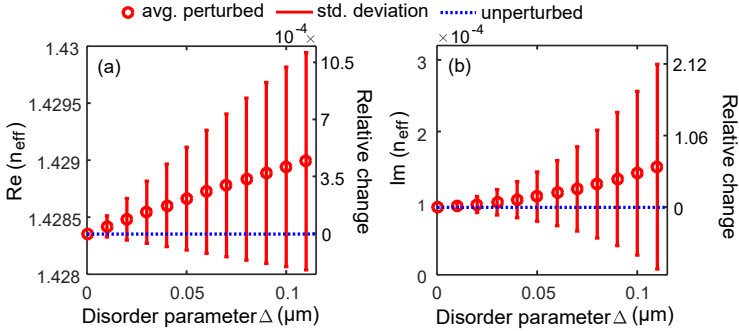 avg. perturbed std. deviation unperturbed
×10⁻⁴
×10⁻⁴
(a)
Re (n_eff)
1.43
1.4295
1.429
1.4285
1.428
10.5
7
3.5
0
Relative change
0 0.05 0.1
Disorder parameter Δ (μm)
(b)
Im (n_eff)
3
2
1
0
2.12
1.06
0
Relative change
0 0.05 0.1
Disorder parameter Δ (μm)